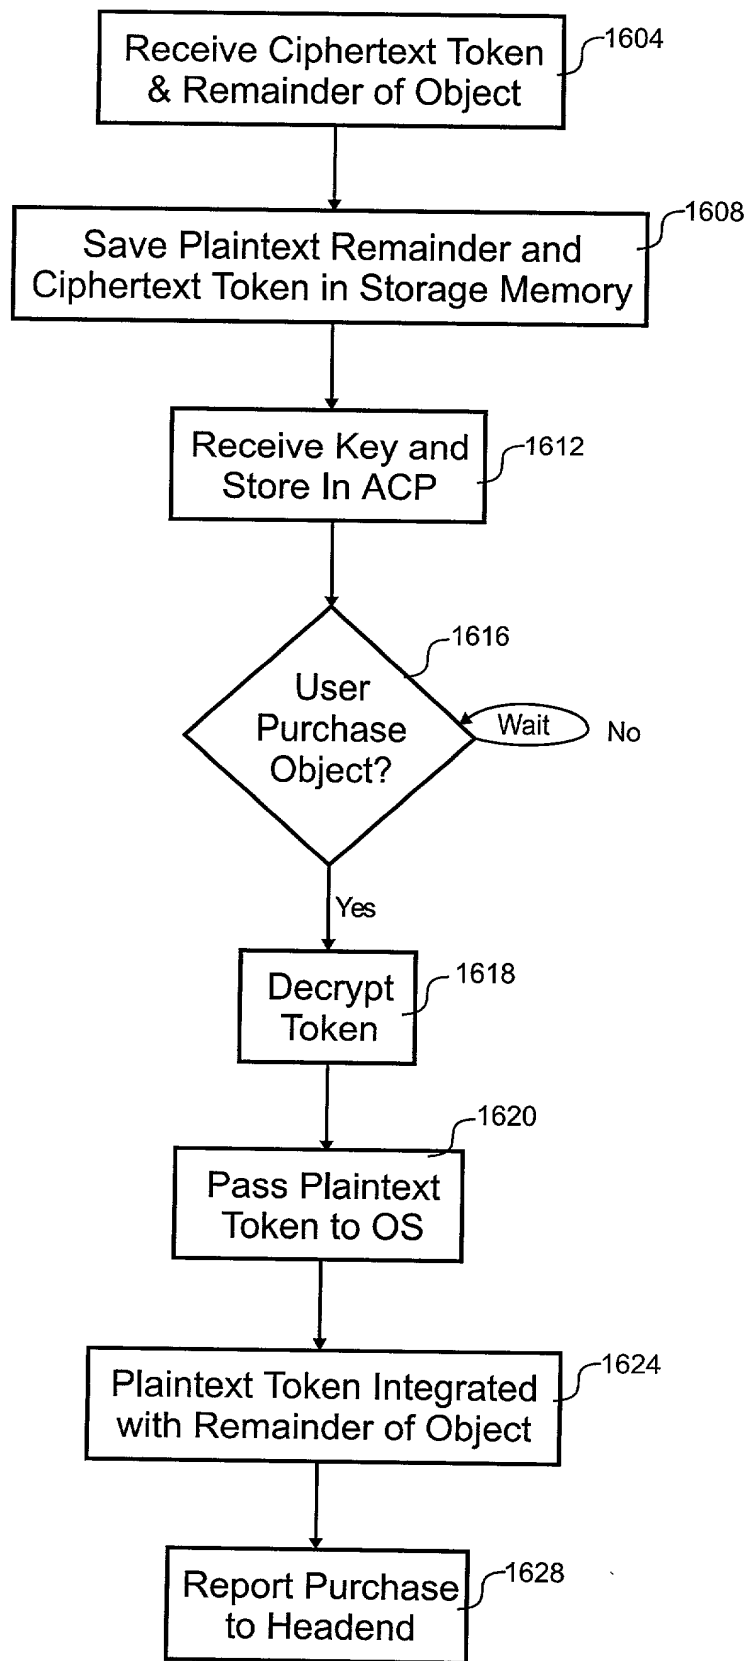 Receive Ciphertext Token
& Remainder of Object
1604
Save Plaintext Remainder and
Ciphertext Token in Storage Memory
1608
Receive Key and
Store In ACP
1612
User
Purchase
Object?
1616
Wait
No
Yes
Decrypt
Token
1618
Pass Plaintext
Token to OS
1620
Plaintext Token Integrated
with Remainder of Object
1624
Report Purchase
to Headend
1628